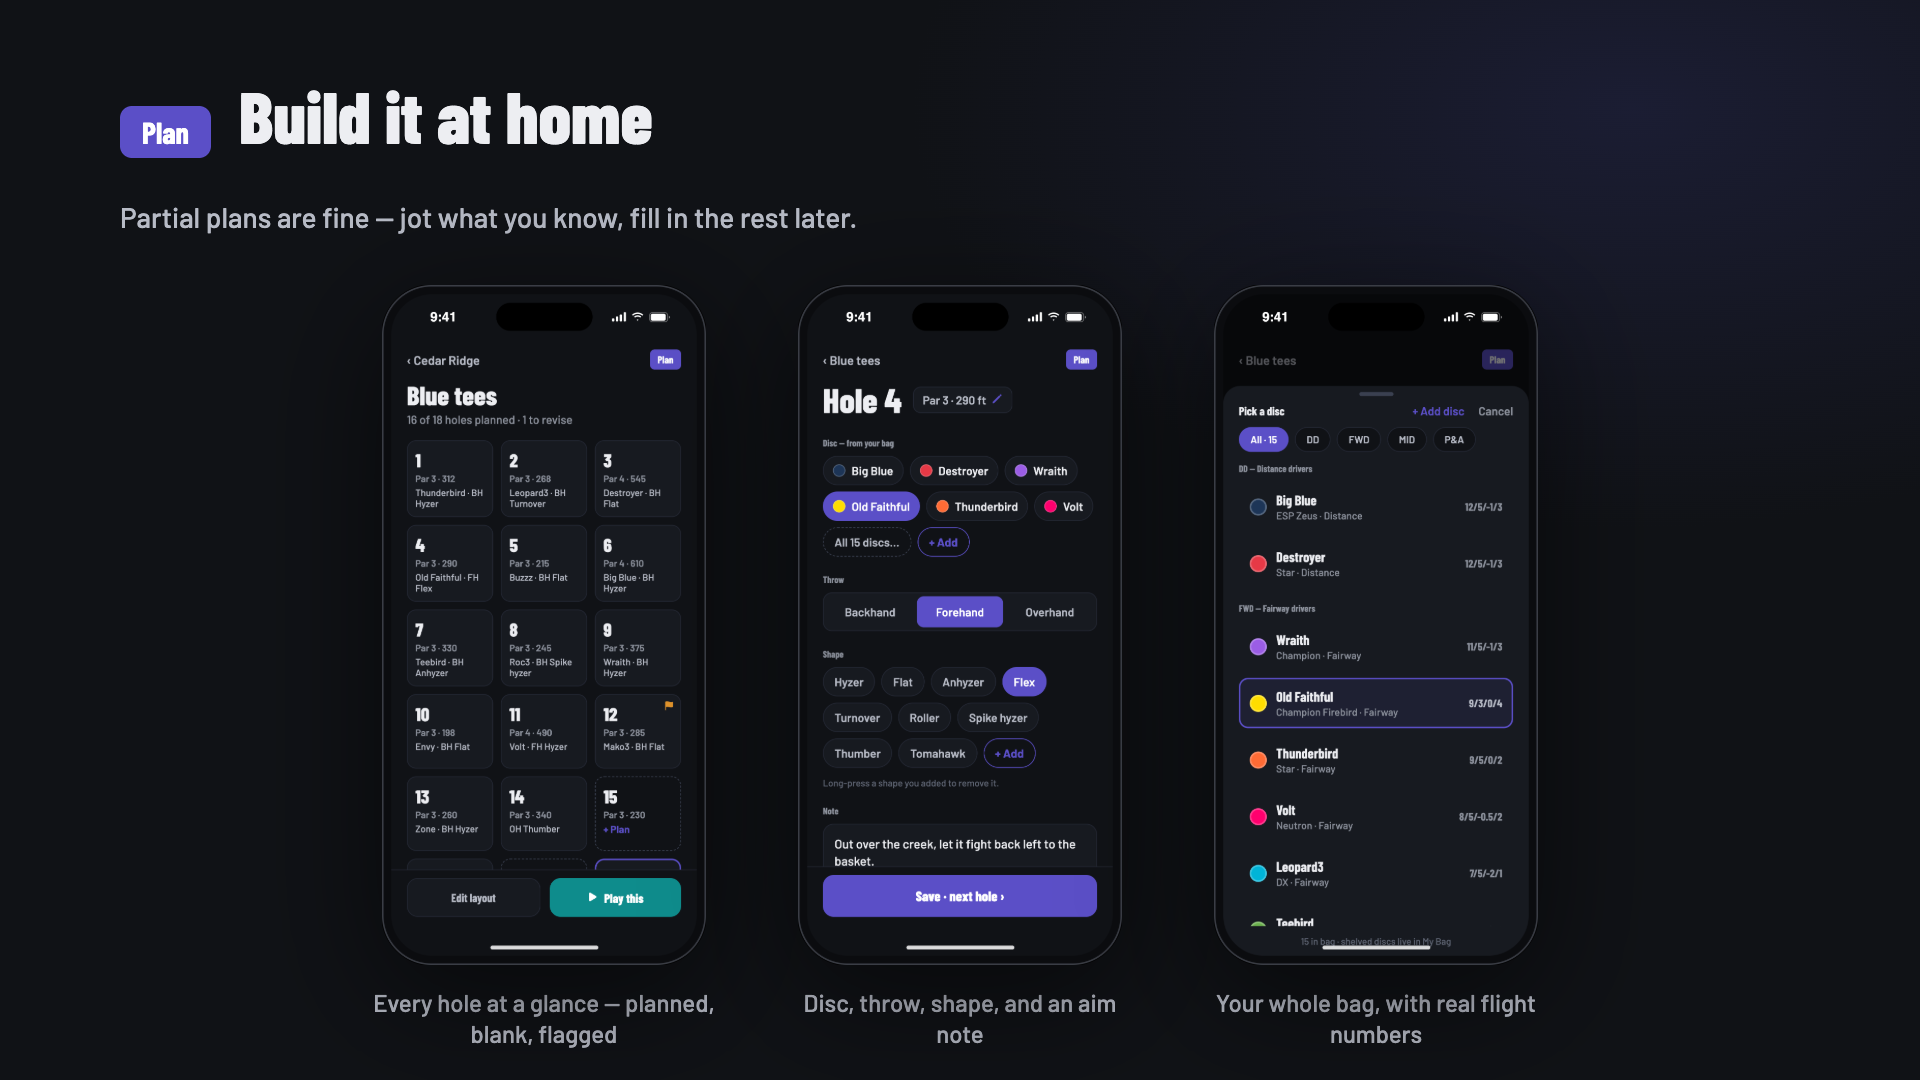 Plan
Build it at home
Partial plans are fine – jot what you know, fill in the rest later.
9:41
‹ Cedar Ridge
Plan
Blue tees
16 of 18 holes planned · 1 to revise
1
Par 3 · 312
Thunderbird · BH
Hyzer
2
Par 3 · 268
Leopard3 · BH
Turnover
3
Par 4 · 545
Destroyer · BH
Flat
4
Par 3 · 290
Old Faithful · FH
Flex
5
Par 3 · 215
Buzzz · BH Flat
6
Par 4 · 610
Big Blue · BH
Hyzer
7
Par 3 · 330
Teebird · BH
Anhyzer
8
Par 3 · 245
Roc3 · BH Spike
hyzer
9
Par 3 · 375
Wraith · BH
Hyzer
10
Par 3 · 198
Envy · BH Flat
11
Par 4 · 490
Volt · FH Hyzer
12
Par 3 · 285
Mako3 · BH Flat
13
Par 3 · 260
Zone · BH Hyzer
14
Par 3 · 340
OH Thumber
15
Par 3 · 230
+ Plan
Edit layout
Play this
Every hole at a glance – planned,
blank, flagged
9:41
‹ Blue tees
Plan
Hole 4
Par 3 · 290 ft
Disc – from your bag
Big Blue
Destroyer
Wraith
Old Faithful
Thunderbird
Volt
All 15 discs...
+ Add
Throw
Backhand
Forehand
Overhand
Shape
Hyzer
Flat
Anhyzer
Flex
Turnover
Roller
Spike hyzer
Thumber
Tomahawk
+ Add
Long-press a shape you added to remove it.
Note
Out over the creek, let it fight back left to the
basket.
Save · next hole ›
Disc, throw, shape, and an aim
note
9:41
‹ Blue tees
Plan
Pick a disc
+ Add disc
Cancel
All · 15
DD
FWD
MID
P&A
DD – Distance drivers
Big Blue
ESP Zeus · Distance
12/5/-1/3
Destroyer
Star · Distance
12/5/-1/3
FWD – Fairway drivers
Wraith
Champion · Fairway
11/5/-1/3
Old Faithful
Champion Firebird · Fairway
9/3/0/4
Thunderbird
Star · Fairway
9/5/0/2
Volt
Neutron · Fairway
8/5/-0.5/2
Leopard3
DX · Fairway
7/5/-2/1
Teebird
15 in bag · shelved discs live in My Bag
Your whole bag, with real flight
numbers